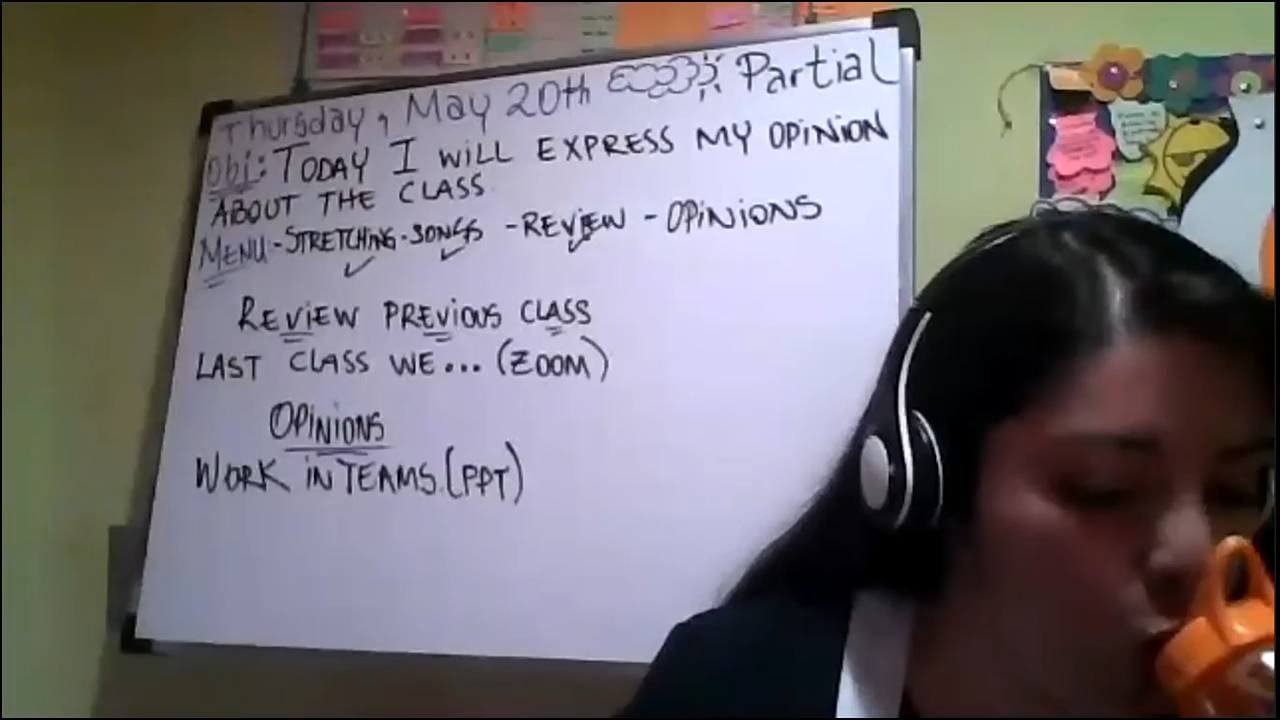 Thursday, May 20th Partial
Obj: TODAY I WILL EXPRESS MY OPINION
ABOUT THE CLASS.
MENU - STRETCHING - SONGS - REVIEW - OPINIONS
REVIEW PREVIOUS CLASS
LAST CLASS WE... (ZOOM)
OPINIONS
WORK IN TEAMS. (PPT)